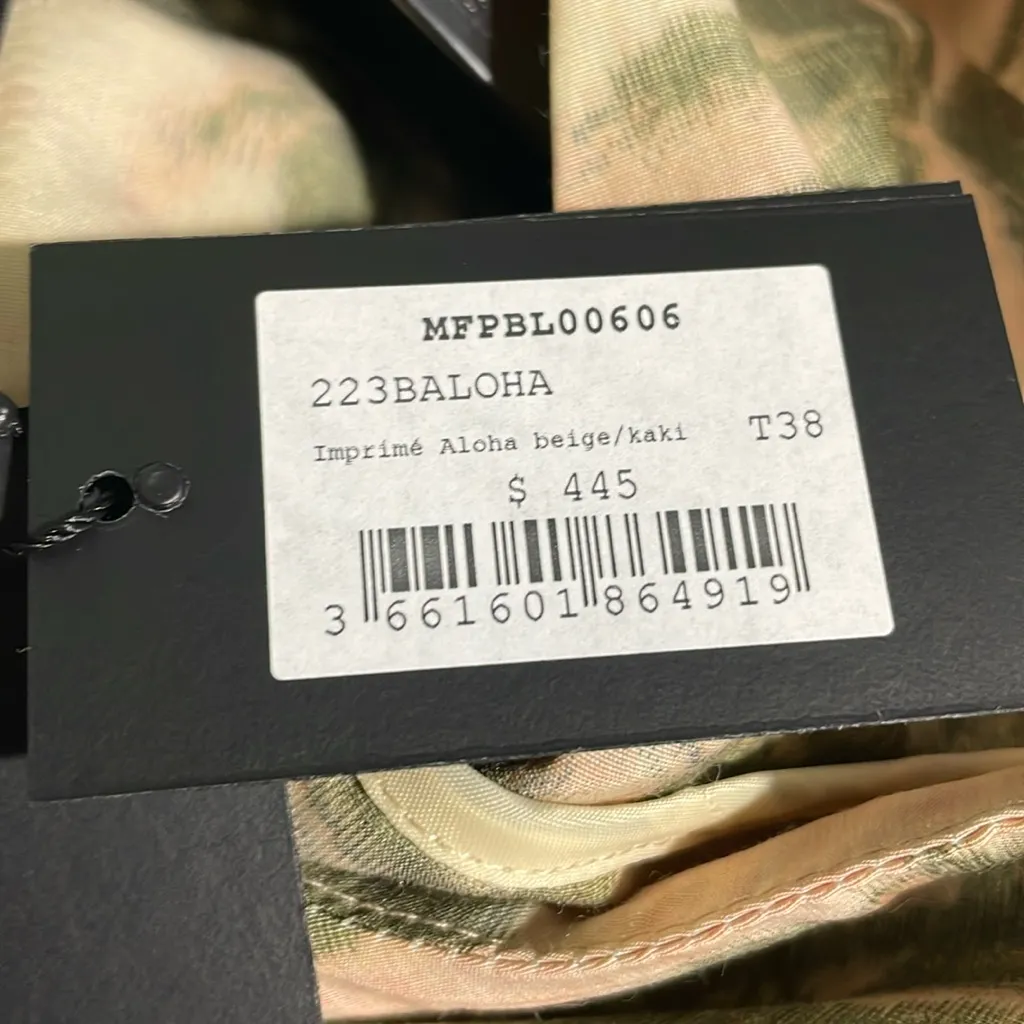 MFPBL00606
223BALOHA
Imprimé Aloha beige/kaki T38
$ 445
3 661601 864919